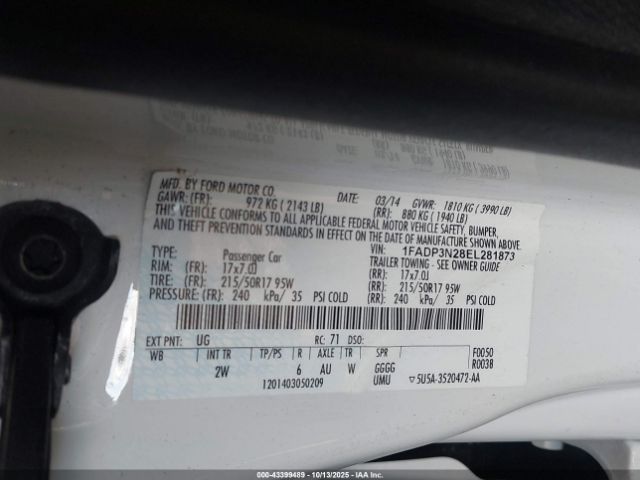 MFD. BY FORD MOTOR CO.
DATE: 03/14 GVWR: 1810 KG ( 3990 LB)
GAWR: (FR): 972 KG ( 2143 LB) (RR): 880 KG ( 1940 LB)
THIS VEHICLE CONFORMS TO ALL APPLICABLE FEDERAL MOTOR VEHICLE SAFETY, BUMPER,
AND THEFT PREVENTION STANDARDS IN EFFECT ON THE DATE OF MANUFACTURE SHOWN ABOVE.
VIN: 1FADP3N28EL281873
TYPE: Passenger Car TRAILER TOWING - SEE OWNER GUIDE
RIM: (FR): 17x7.0J (RR): 17x7.0J
TIRE: (FR): 215/50R17 95W (RR): 215/50R17 95W
PRESSURE: (FR): 240 kPa/ 35 PSI COLD (RR): 240 kPa/ 35 PSI COLD
EXT PNT: UG RC: 71 DSO: F0050
WB INT TR TP/PS R AXLE TR SPR R0038
2W 6 AU W GGGG
1201403050209 UMU ▽5U5A-3520472-AA
00-43399489 | 10/13/2025 | IAAI.COM